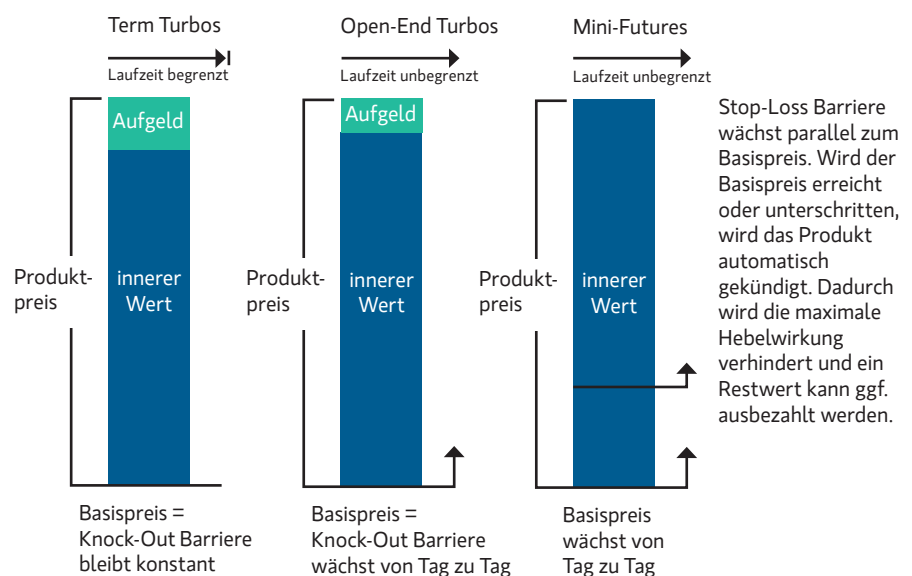 Term Turbos
Laufzeit begrenzt
Aufgeld
Produkt-
preis
innerer
Wert
Basispreis =
Knock-Out Barriere
bleibt konstant
Open-End Turbos
Laufzeit unbegrenzt
Aufgeld
Produkt-
preis
innerer
Wert
Basispreis =
Knock-Out Barriere
wächst von Tag zu Tag
Mini-Futures
Laufzeit unbegrenzt
Produkt-
preis
innerer
Wert
Basispreis
wächst von
Tag zu Tag
Stop-Loss Barriere
wächst parallel zum
Basispreis. Wird der
Basispreis erreicht
oder unterschritten,
wird das Produkt
automatisch
gekündigt. Dadurch
wird die maximale
Hebelwirkung
verhindert und ein
Restwert kann ggf.
ausbezahlt werden.